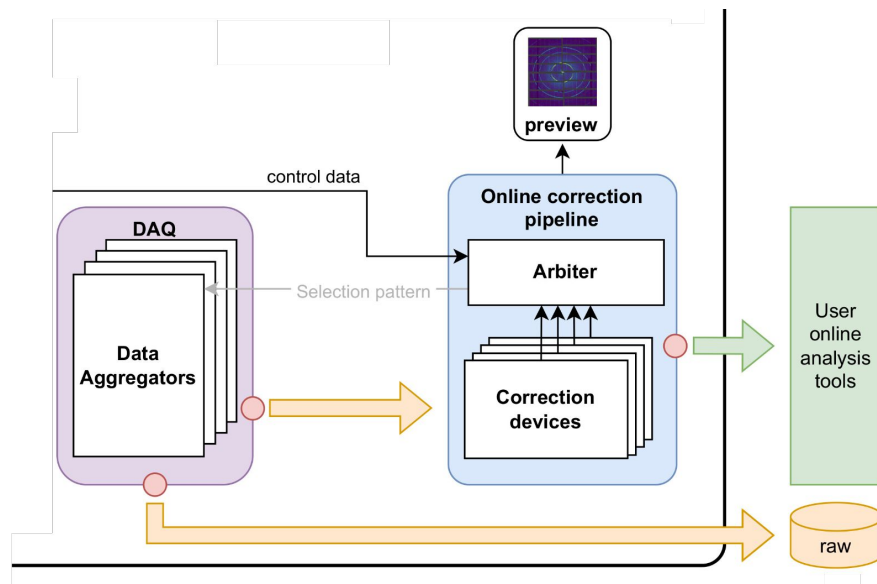 preview
control data
Online correction
pipeline
DAQ
Arbiter
Selection pattern
Data
Aggregators
Correction
devices
User
online
analysis
tools
raw